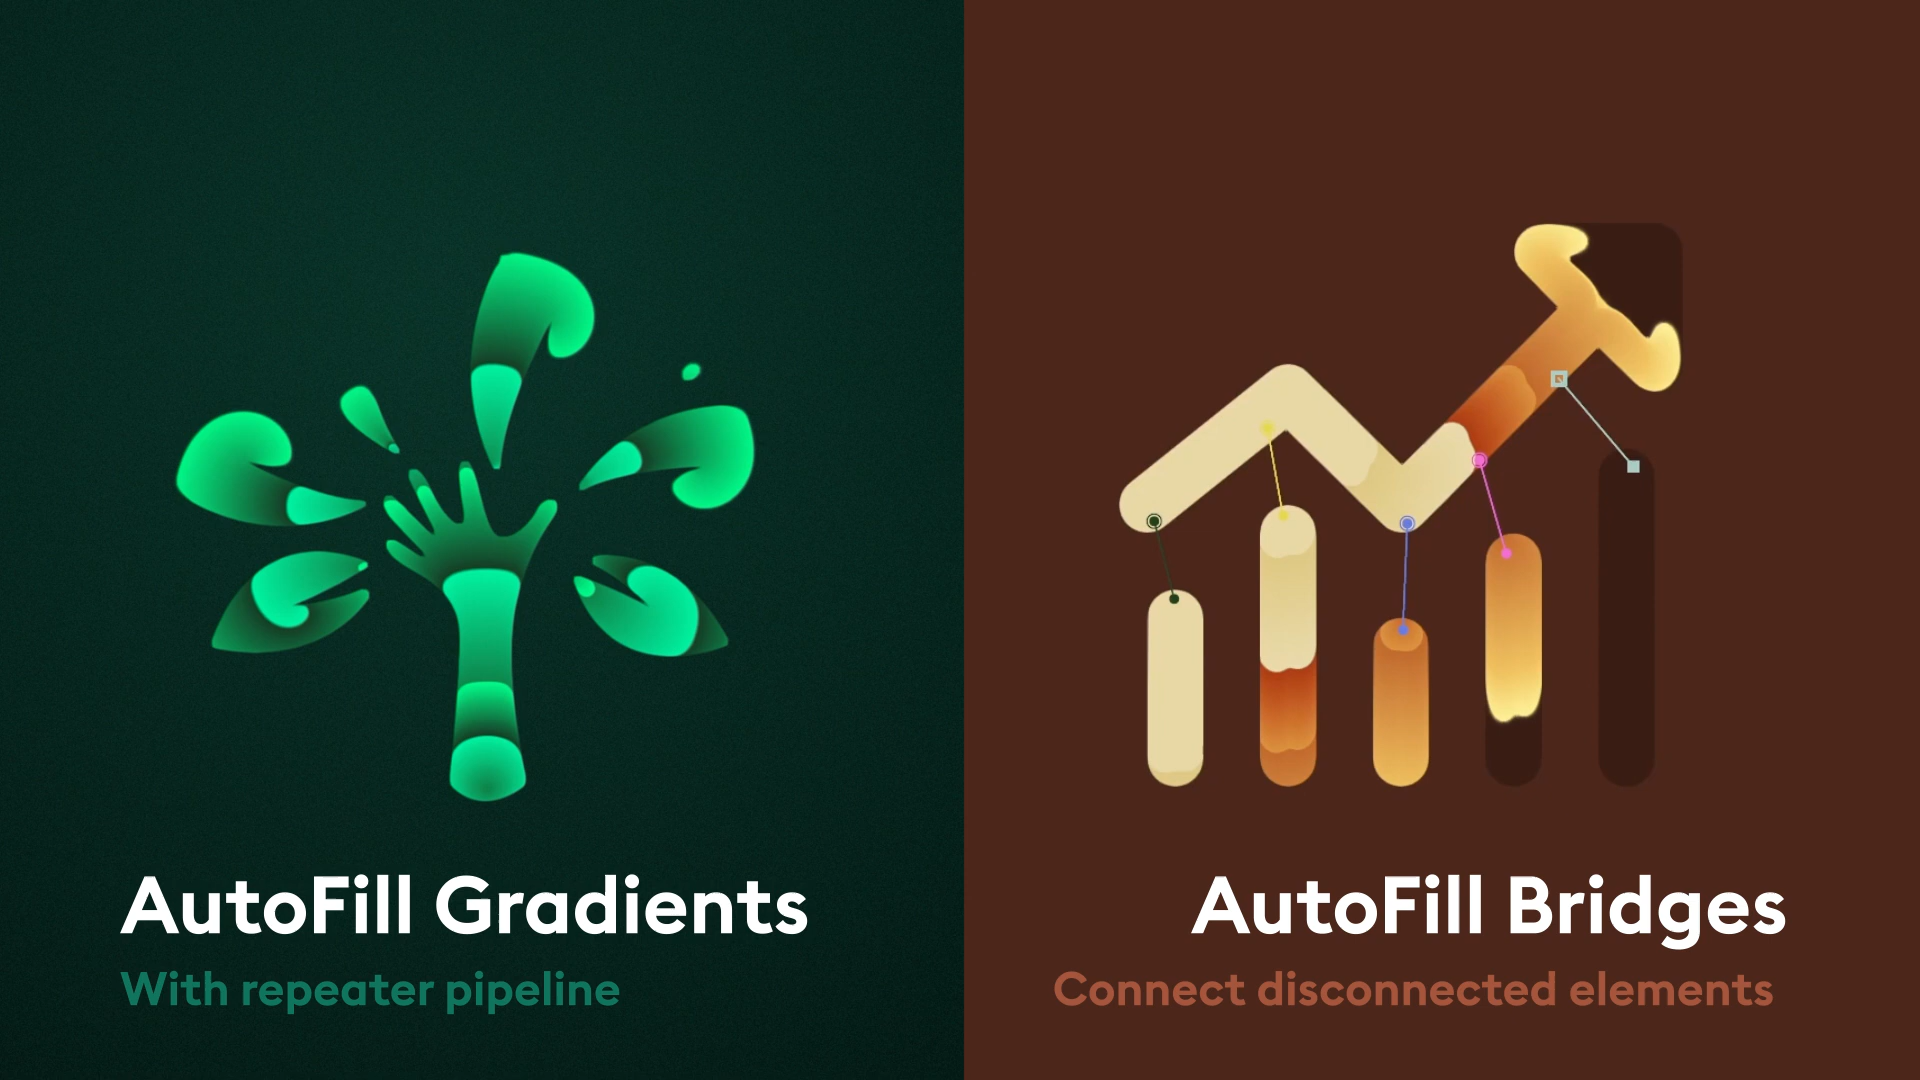 AutoFill Gradients
With repeater pipeline
AutoFill Bridges
Connect disconnected elements